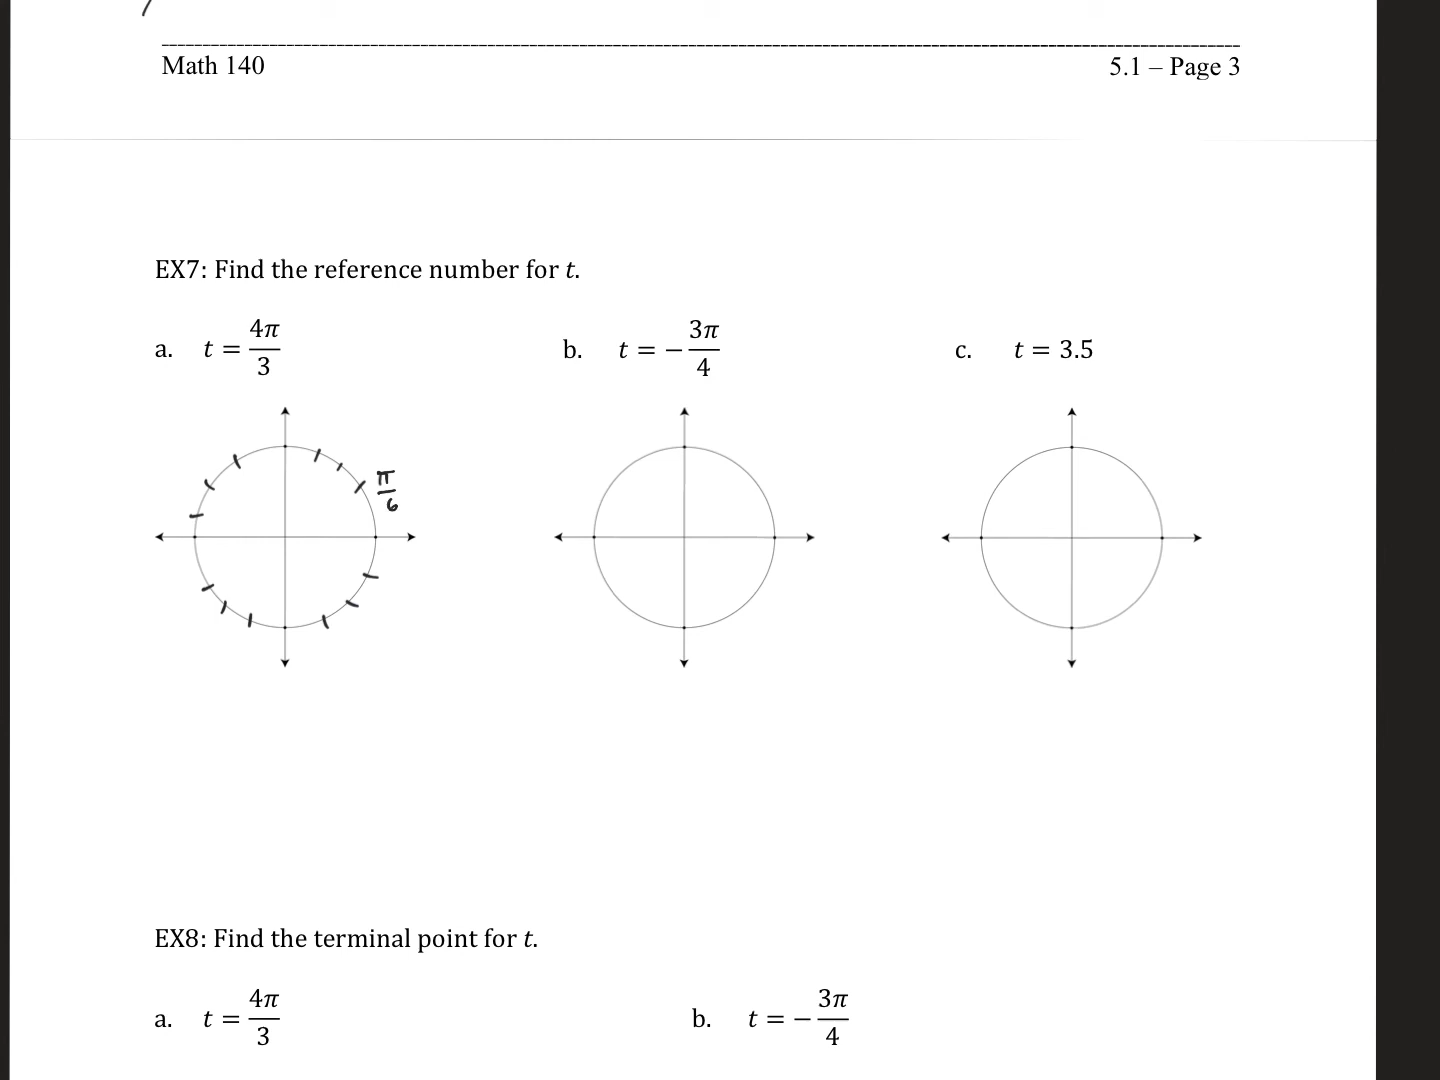 Math 140 5.1 – Page 3
EX7: Find the reference number for t.
a. t = 4π/3 b. t = −3π/4 c. t = 3.5
π/6
EX8: Find the terminal point for t.
a. t = 4π/3 b. t = −3π/4